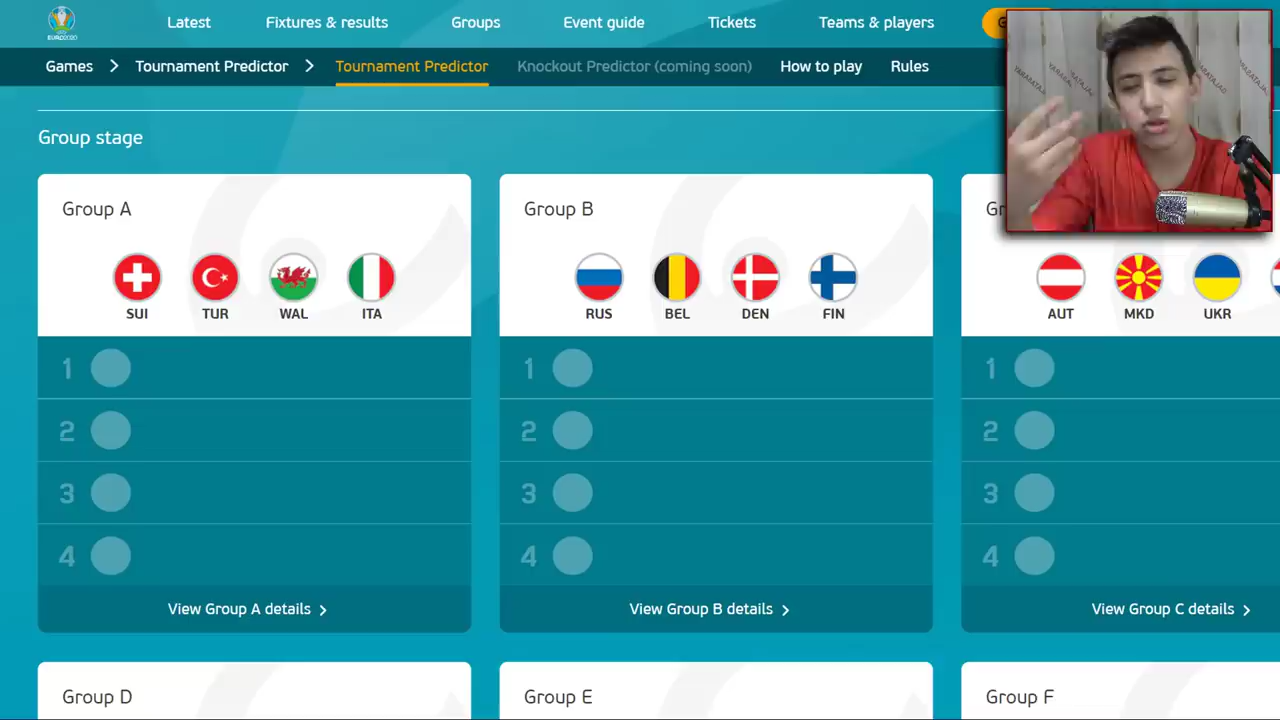 EURO2020
Latest
Fixtures & results
Groups
Event guide
Tickets
Teams & players
Games
Tournament Predictor
Tournament Predictor
Knockout Predictor (coming soon)
How to play
Rules
Group stage
Group A
SUI TUR WAL ITA
1
2
3
4
View Group A details
Group B
RUS BEL DEN FIN
1
2
3
4
View Group B details
AUT MKD UKR
1
2
3
4
View Group C details
Group D
Group E
Group F